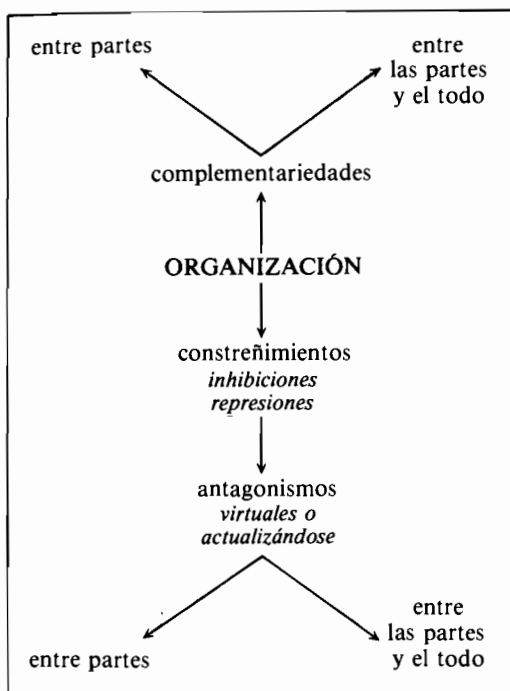 entre partes
entre
las partes
y el todo
complementariedades
ORGANIZACIÓN
constreñimientos
inhibiciones
represiones
antagonismos
virtuales o
actualizándose
entre partes
entre
las partes
y el todo